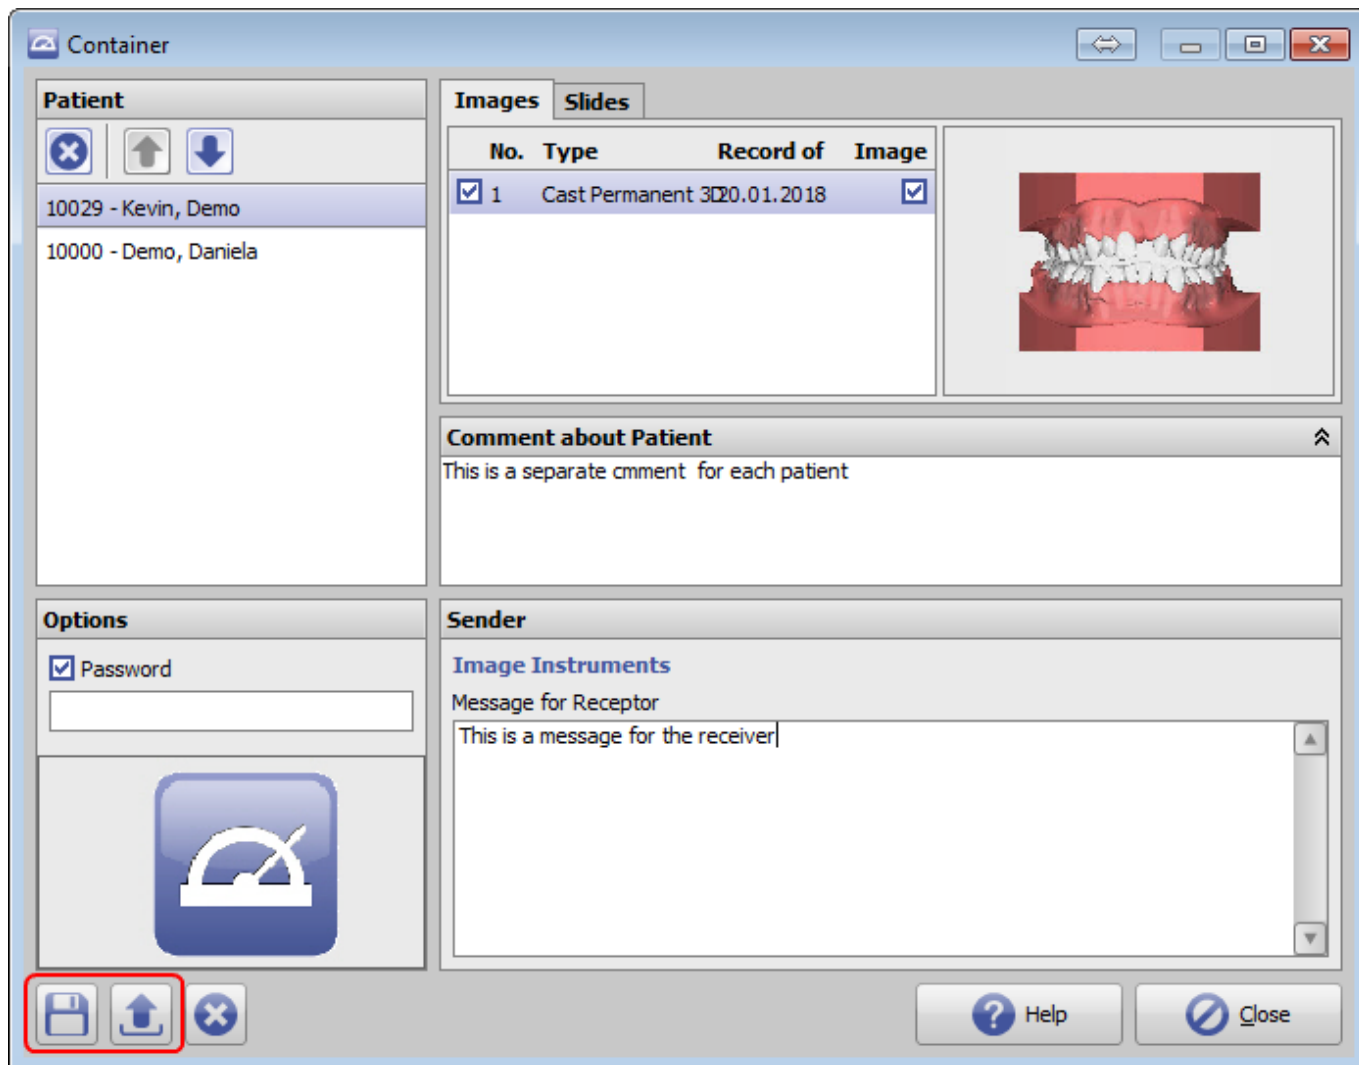 Container
Patient
10029 - Kevin, Demo
10000 - Demo, Daniela
Images Slides
No. Type Record of Image
1 Cast Permanent 3D20.01.2018
Comment about Patient
This is a separate cmment  for each patient
Options
Password
Sender
Image Instruments
Message for Receptor
This is a message for the receiver
Help
Close